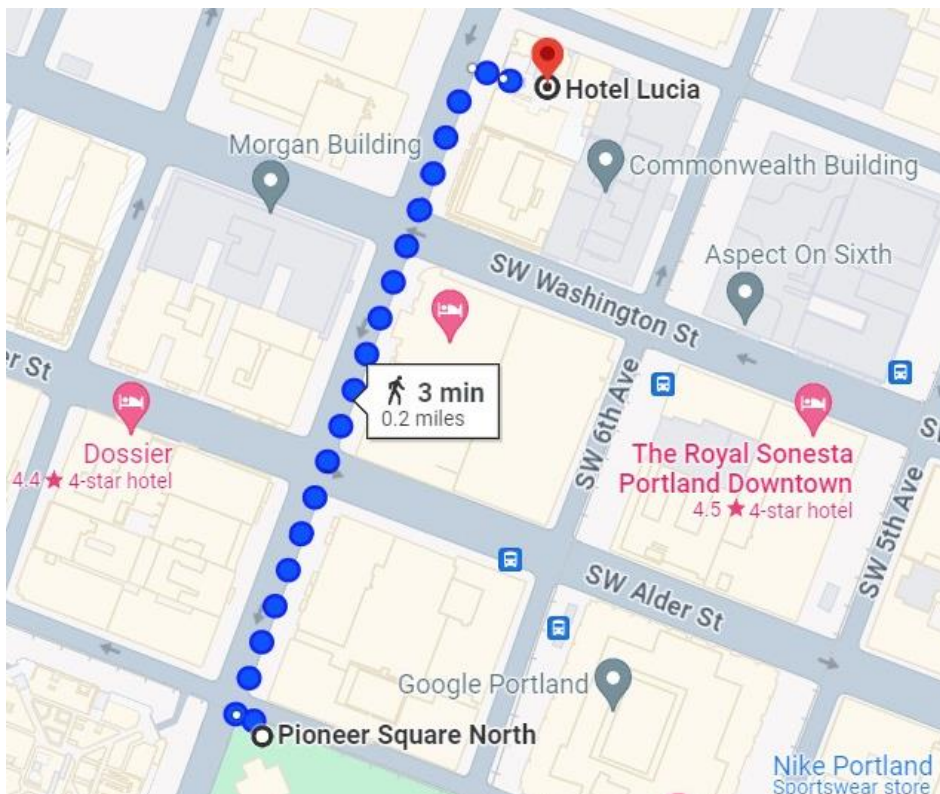 Hotel Lucia
Morgan Building
Commonwealth Building
Aspect On Sixth
SW Washington St
er St
3 min
0.2 miles
SW 6th Ave
Dossier
4.4 ★ 4-star hotel
The Royal Sonesta
Portland Downtown
4.5 ★ 4-star hotel
SW 5th Ave
SW Alder St
Google Portland
Pioneer Square North
Nike Portland
Sportswear store